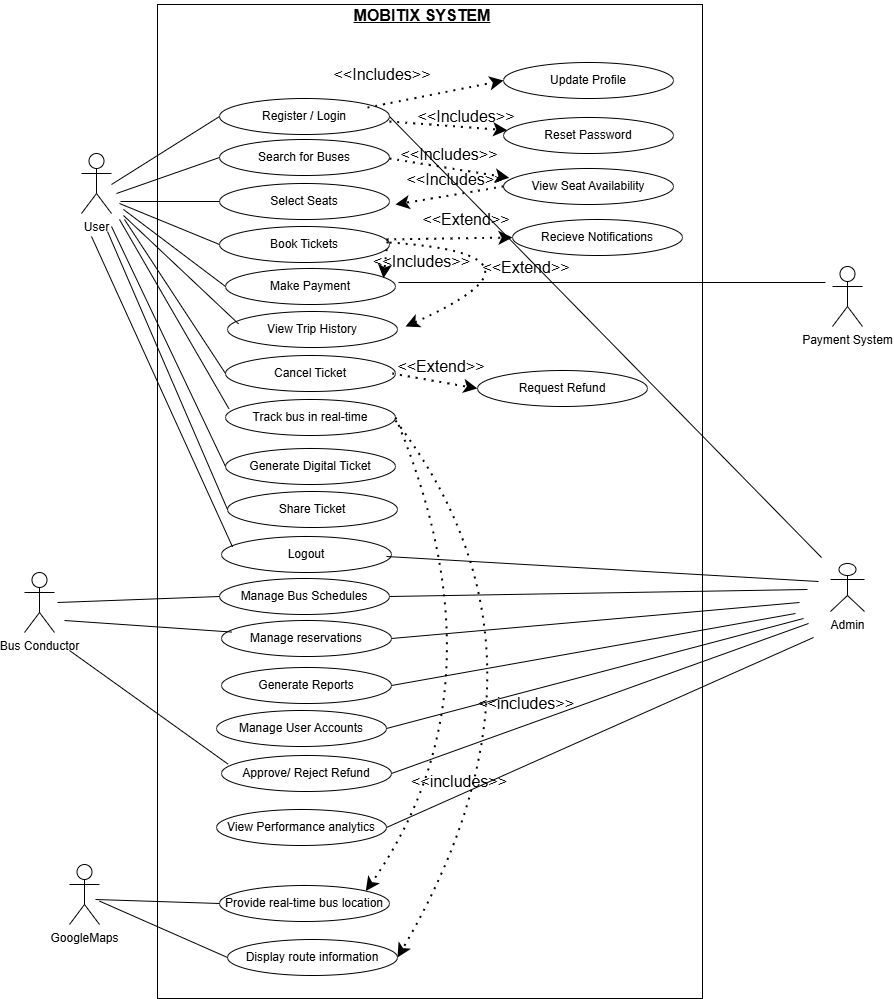 MOBITIX SYSTEM
<<Includes>>
Update Profile
Register / Login
<<Includes>>
Reset Password
Search for Buses
<<Includes>>
<<Includes>>
View Seat Availability
Select Seats
User
<<Extend>>
Book Tickets
Recieve Notifications
<<Includes>>
<<Extend>>
Make Payment
View Trip History
Payment System
<<Extend>>
Cancel Ticket
Request Refund
Track bus in real-time
Generate Digital Ticket
Share Ticket
Logout
Manage Bus Schedules
Admin
Manage reservations
Bus Conductor
Generate Reports
<<includes>>
Manage User Accounts
Approve/ Reject Refund
<<includes>>
View Performance analytics
Provide real-time bus location
GoogleMaps
Display route information